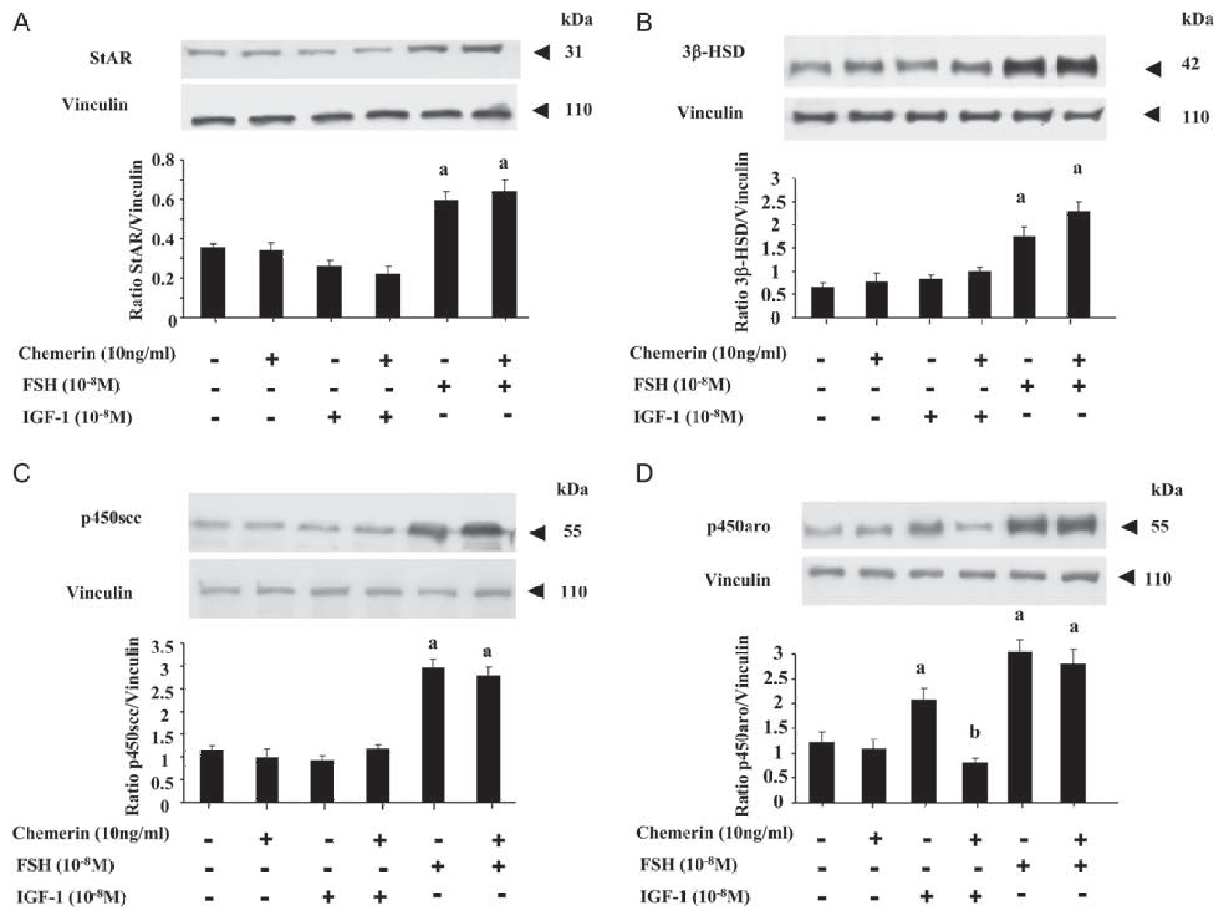 A
kDa
StAR
31
Vinculin
110
Ratio StAR/Vinculin
0.8
0.6
0.4
0.2
0
a
a
Chemerin (10ng/ml) - + - + - +
FSH (10-8M) - - - - + +
IGF-1 (10-8M) - - + + - -
B
kDa
3β-HSD
42
Vinculin
110
Ratio 3β-HSD/Vinculin
3
2.5
2
1.5
1
0.5
0
a
a
Chemerin (10ng/ml) - + - + - +
FSH (10-8M) - - - - + +
IGF-1 (10-8M) - - + + - -
C
kDa
p450scc
55
Vinculin
110
Ratio p450scc/Vinculin
3.5
3
2.5
2
1.5
1
0.5
0
a
a
Chemerin (10ng/ml) - + - + - +
FSH (10-8M) - - - - + +
IGF-1 (10-8M) - - + + - -
D
kDa
p450aro
55
Vinculin
110
Ratio p450aro/Vinculin
3
2.5
2
1.5
1
0.5
0
a
b
a
a
Chemerin (10ng/ml) - + - + - +
FSH (10-8M) - - - - + +
IGF-1 (10-8M) - - + + - -